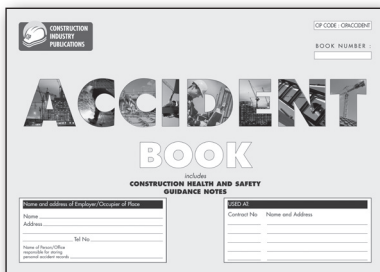 CONSTRUCTION
INDUSTRY
PUBLICATIONS
CIP CODE : CIPACCIDENT
BOOK NUMBER :
ACCIDENT
BOOK
includes
CONSTRUCTION HEALTH AND SAFETY
GUIDANCE NOTES
Name and address of Employer/Occupier of Place
Name
Address
Tel No
Name of Person/Office
responsible for storing
personal accident records
USED AT:
Contract No Name and Address